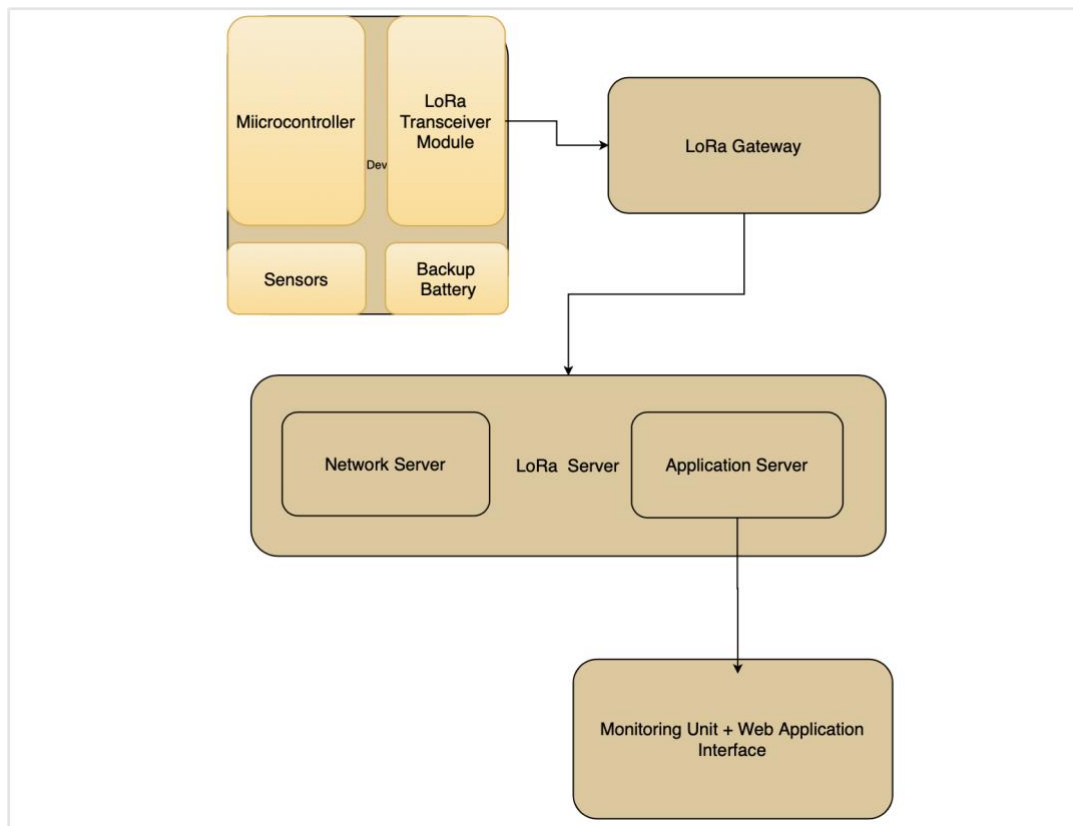 Miicrocontroller
LoRa
Transceiver
Module
Dev
LoRa Gateway
Sensors
Backup
Battery
Network Server
LoRa Server
Application Server
Monitoring Unit + Web Application
Interface